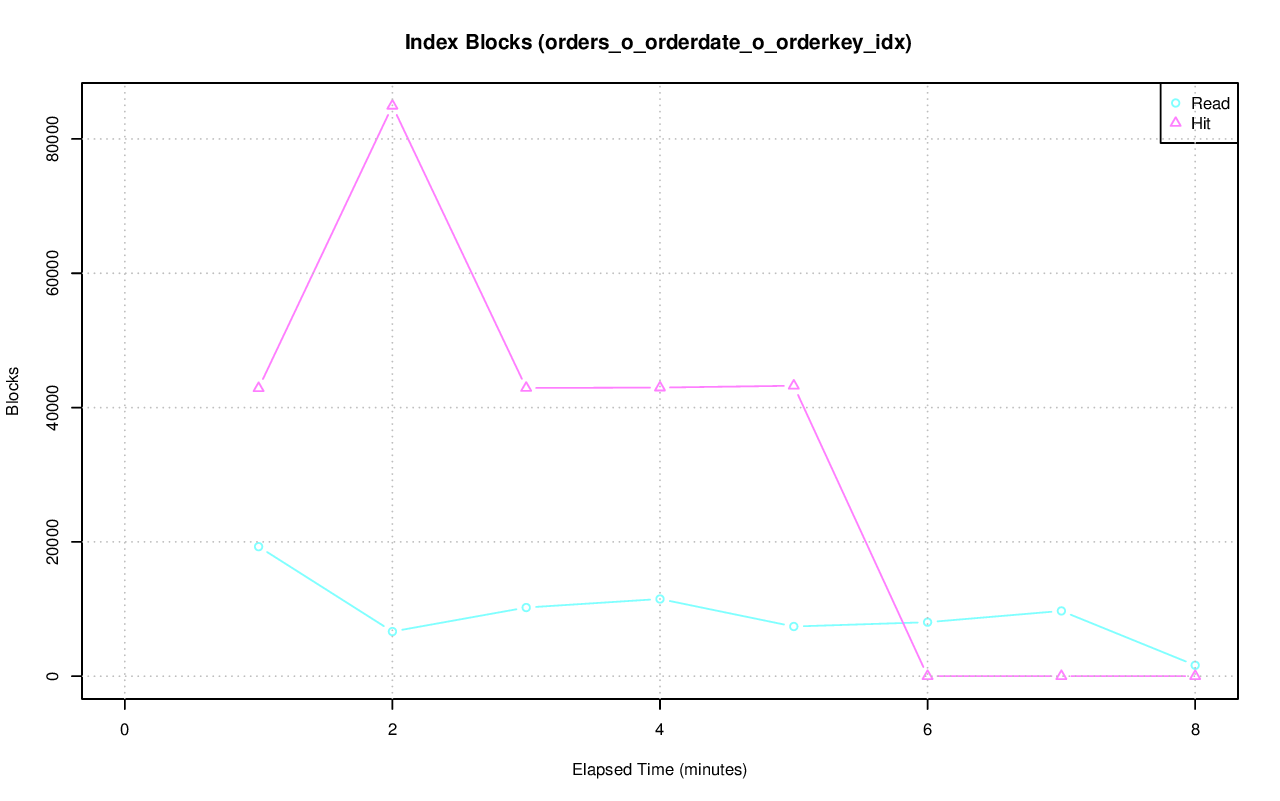 Index Blocks (orders_o_orderdate_o_orderkey_idx)
Read
Hit
Blocks
80000
60000
40000
20000
0
0 2 4 6 8
Elapsed Time (minutes)